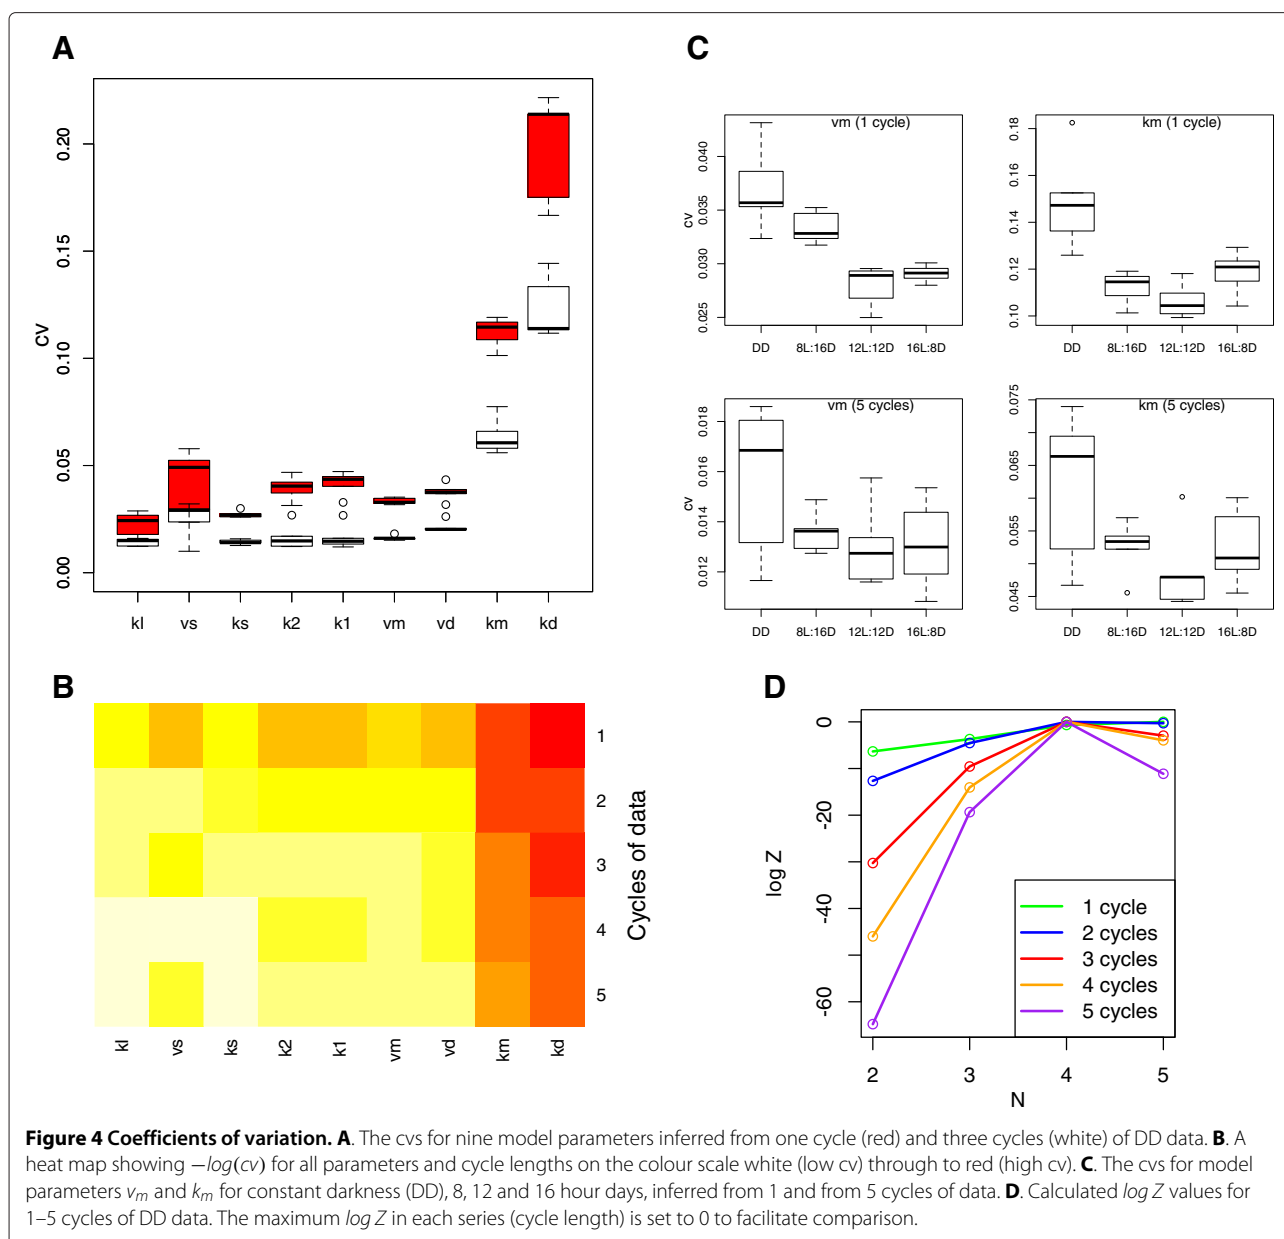 A
cv
0.00
0.05
0.10
0.15
0.20
kl
vs
ks
k2
k1
vm
vd
km
kd
C
vm (1 cycle)
cv
0.025
0.030
0.035
0.040
DD
8L:16D
12L:12D
16L:8D
km (1 cycle)
0.10
0.12
0.14
0.16
0.18
DD
8L:16D
12L:12D
16L:8D
vm (5 cycles)
cv
0.012
0.014
0.016
0.018
DD
8L:16D
12L:12D
16L:8D
km (5 cycles)
0.045
0.055
0.065
0.075
DD
8L:16D
12L:12D
16L:8D
B
1
2
3
4
5
Cycles of data
kl
vs
ks
k2
k1
vm
vd
km
kd
D
log Z
0
-20
-40
-60
2
3
4
5
N
1 cycle
2 cycles
3 cycles
4 cycles
5 cycles
Figure 4 Coefficients of variation. A. The cvs for nine model parameters inferred from one cycle (red) and three cycles (white) of DD data. B. A
heat map showing −log(cv) for all parameters and cycle lengths on the colour scale white (low cv) through to red (high cv). C. The cvs for model
parameters vm and km for constant darkness (DD), 8, 12 and 16 hour days, inferred from 1 and from 5 cycles of data. D. Calculated log Z values for
1–5 cycles of DD data. The maximum log Z in each series (cycle length) is set to 0 to facilitate comparison.